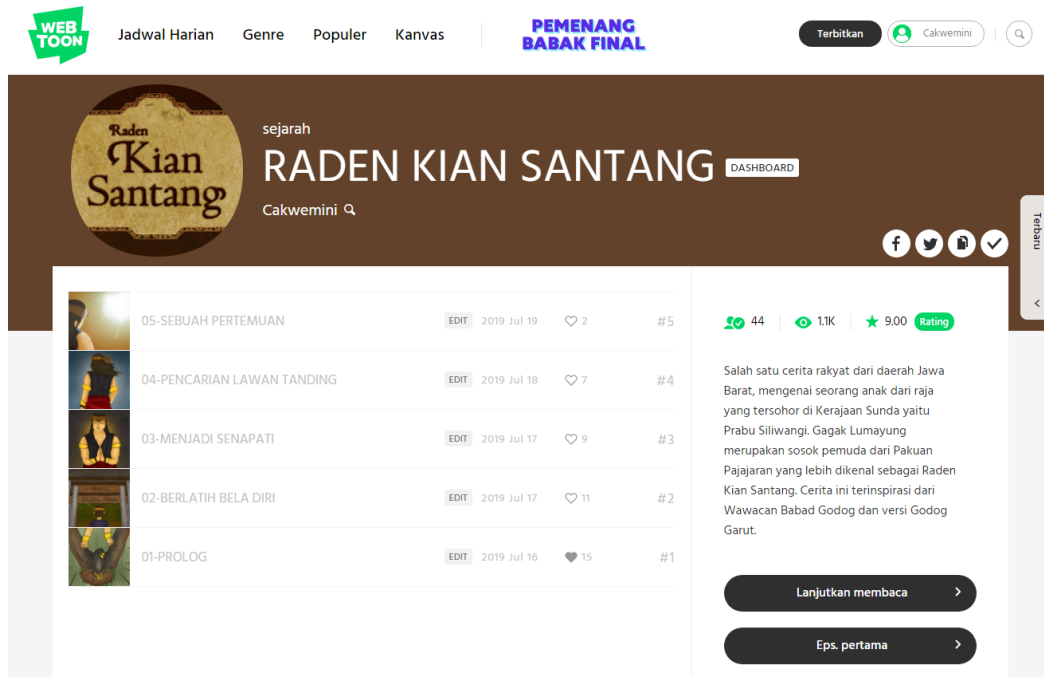 WEB
TOON
Jadwal Harian
Genre
Populer
Kanvas
PEMENANG
BABAK FINAL
Terbitkan
Cakwemini
Raden
Kian
Santang
sejarah
RADEN KIAN SANTANG
DASHBOARD
Cakwemini
Terbaru
05-SEBUAH PERTEMUAN EDIT 2019 Jul 19 2 #5
04-PENCARIAN LAWAN TANDING EDIT 2019 Jul 18 7 #4
03-MENJADI SENAPATI EDIT 2019 Jul 17 9 #3
02-BERLATIH BELA DIRI EDIT 2019 Jul 17 11 #2
01-PROLOG EDIT 2019 Jul 16 15 #1
44 1.1K 9.00 Rating
Salah satu cerita rakyat dari daerah Jawa
Barat, mengenai seorang anak dari raja
yang tersohor di Kerajaan Sunda yaitu
Prabu Siliwangi. Gagak Lumayung
merupakan sosok pemuda dari Pakuan
Pajajaran yang lebih dikenal sebagai Raden
Kian Santang. Cerita ini terinspirasi dari
Wawacan Babad Godog dan versi Godog
Garut.
Lanjutkan membaca
Eps. pertama